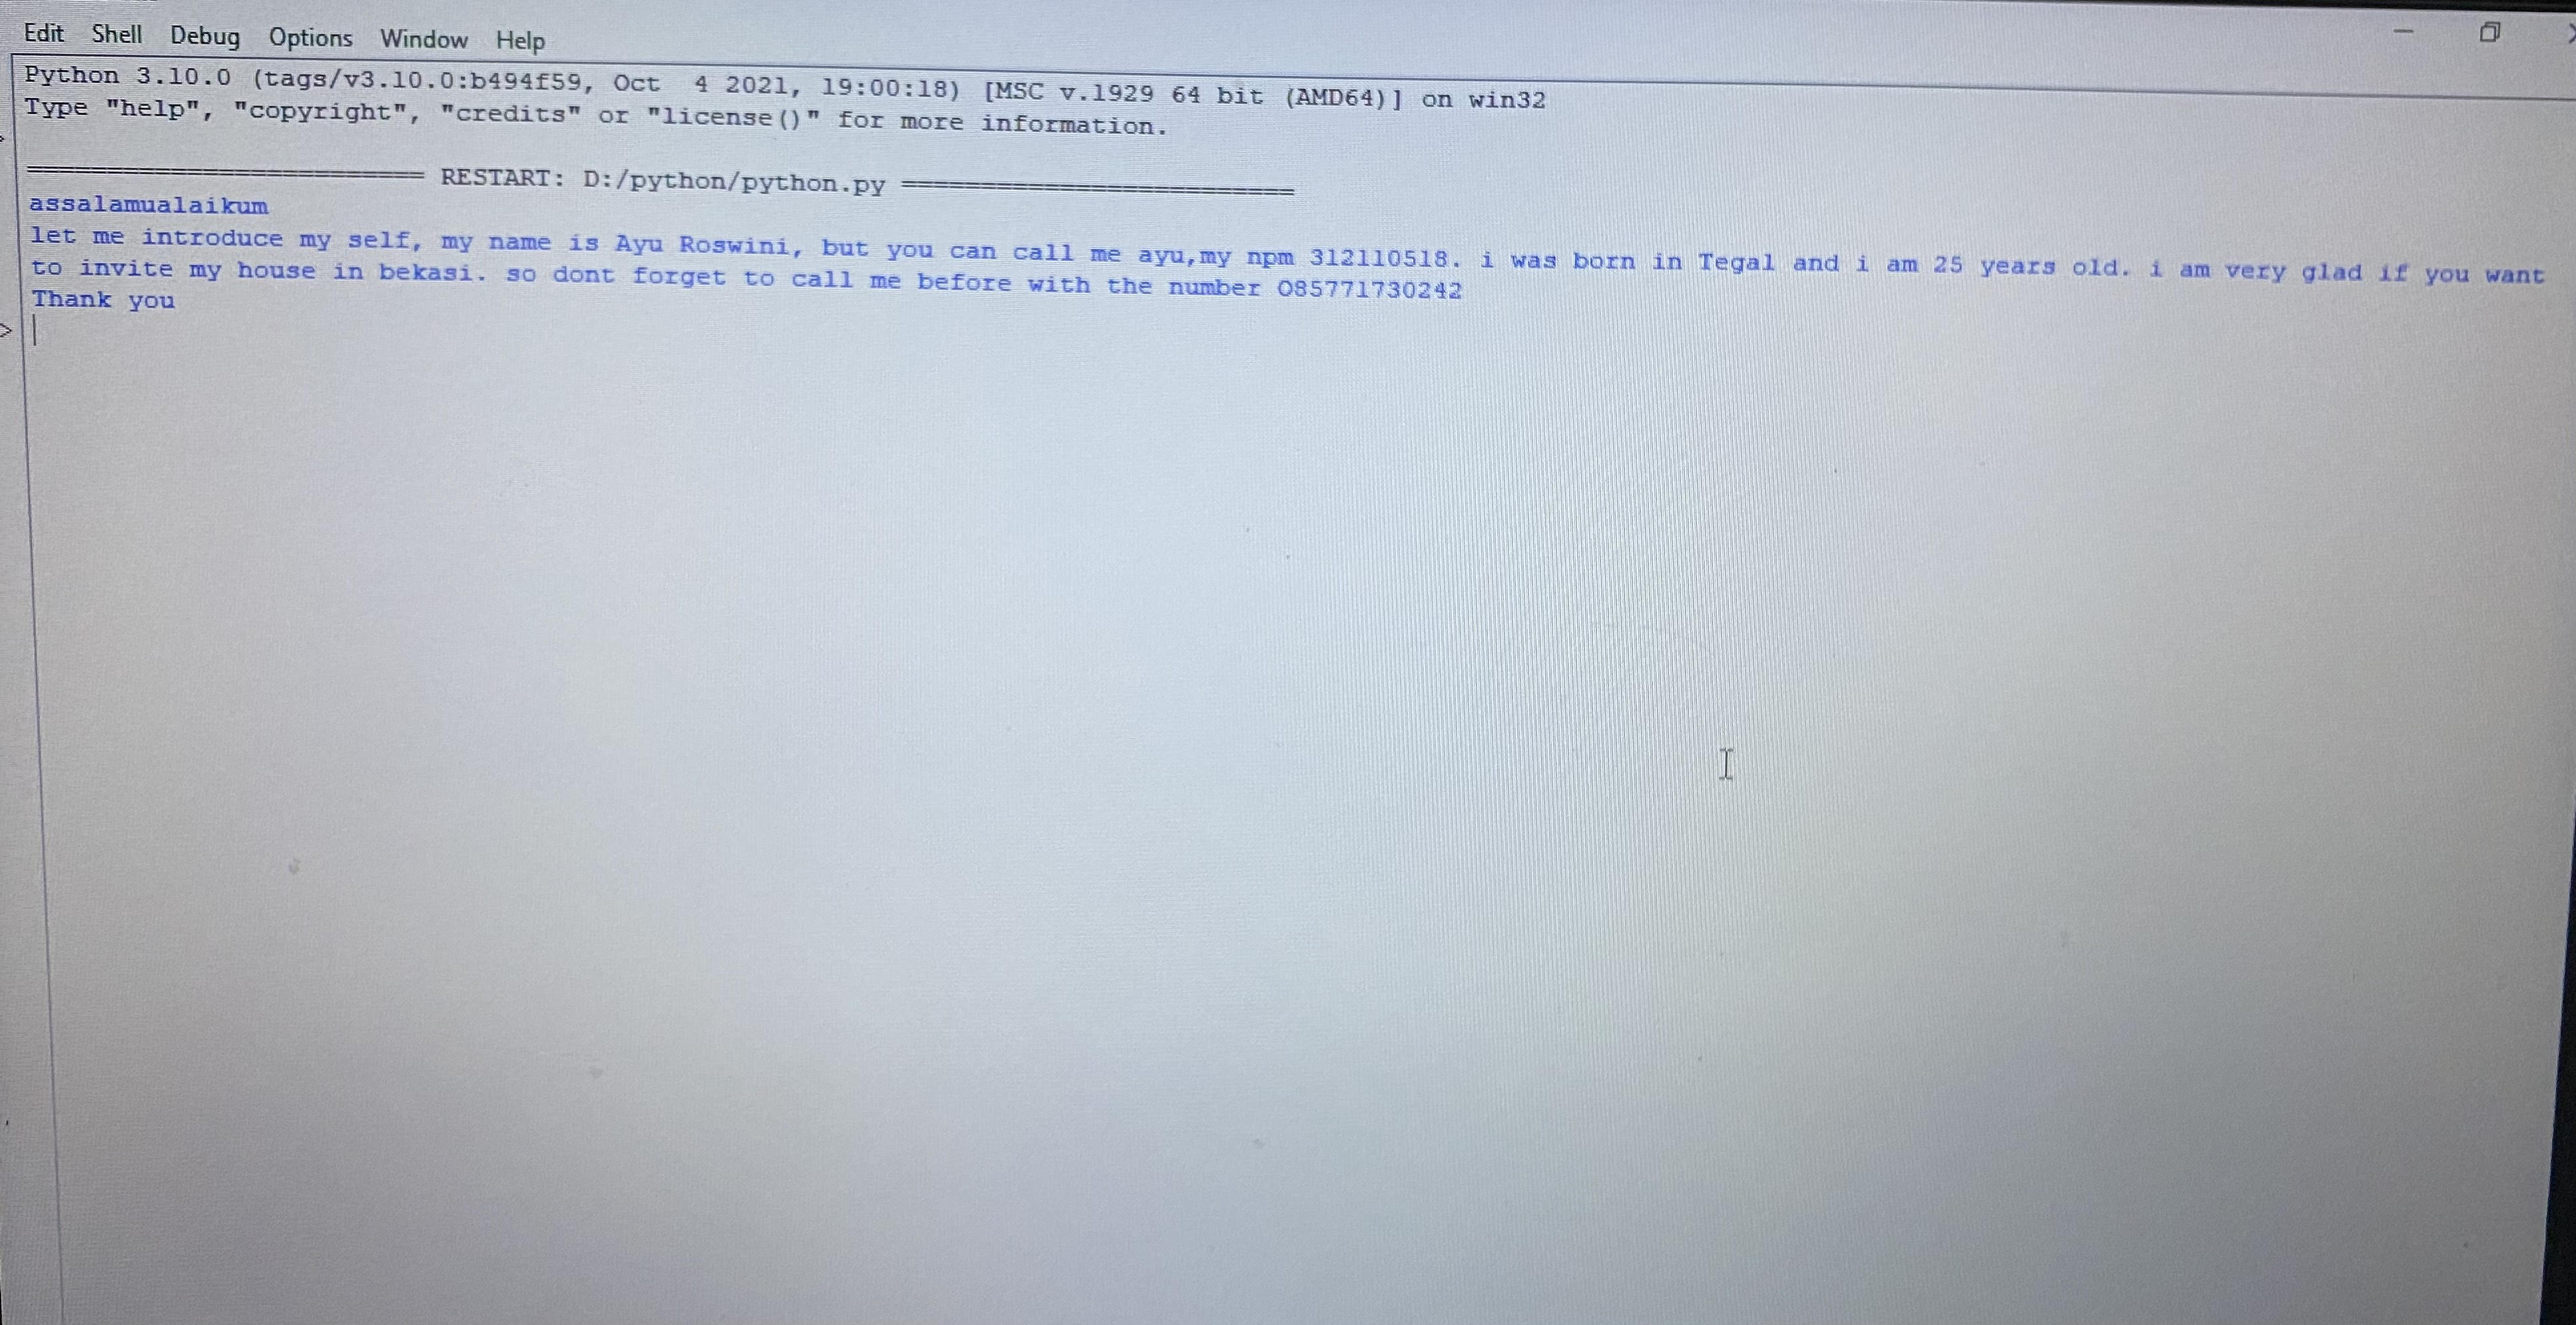 Edit Shell Debug Options Window Help
Python 3.10.0 (tags/v3.10.0:b494f59, Oct  4 2021, 19:00:18) [MSC v.1929 64 bit (AMD64)] on win32
Type "help", "copyright", "credits" or "license()" for more information.
========================= RESTART: D:/python/python.py =========================
assalamualaikum
let me introduce my self, my name is Ayu Roswini, but you can call me ayu,my npm 312110518. i was born in Tegal and i am 25 years old. i am very glad if you want
to invite my house in bekasi. so dont forget to call me before with the number 085771730242
Thank you